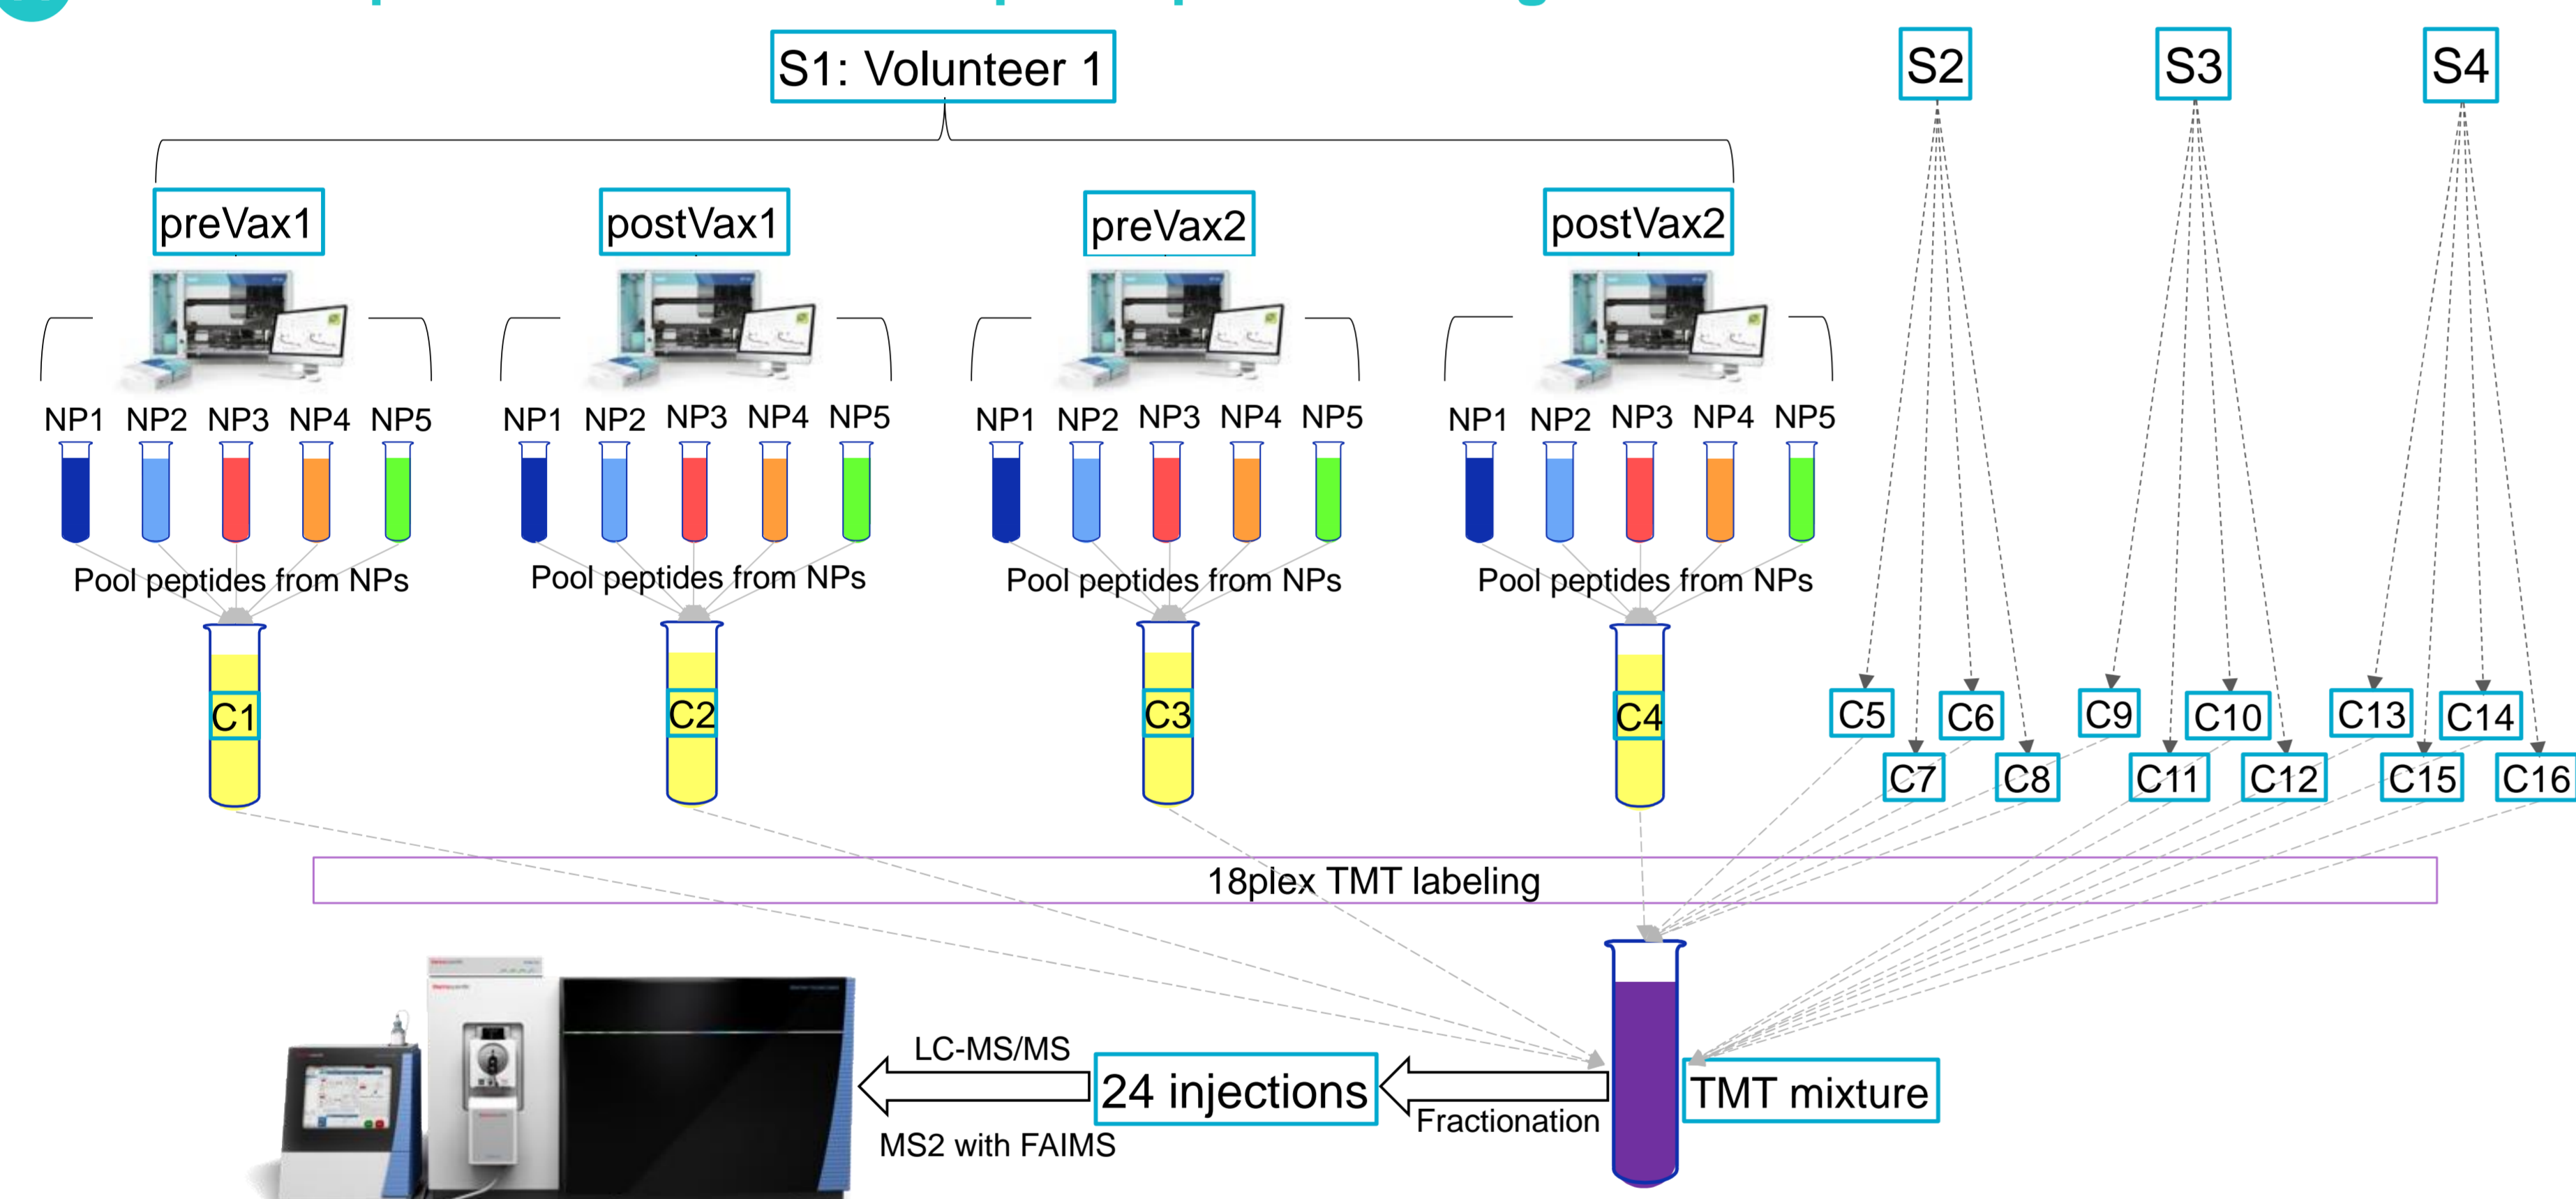 S1: Volunteer 1
S2
S3
S4
preVax1
postVax1
preVax2
postVax2
NP1 NP2 NP3 NP4 NP5
NP1 NP2 NP3 NP4 NP5
NP1 NP2 NP3 NP4 NP5
NP1 NP2 NP3 NP4 NP5
Pool peptides from NPs
Pool peptides from NPs
Pool peptides from NPs
Pool peptides from NPs
C1
C2
C3
C4
C5
C6
C9
C10
C13
C14
C7
C8
C11
C12
C15
C16
18plex TMT labeling
LC-MS/MS
24 injections
TMT mixture
Fractionation
MS2 with FAIMS